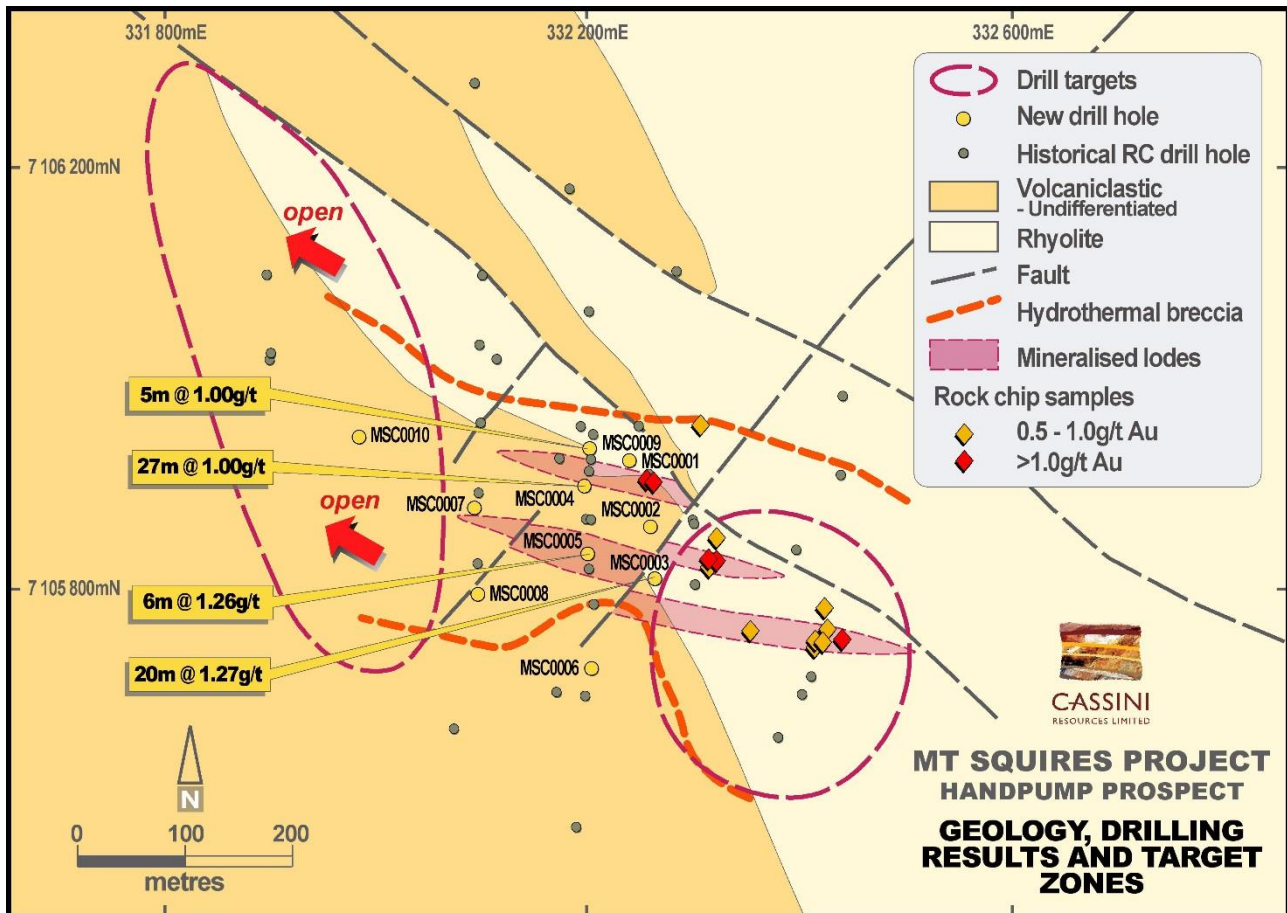 331 800mE
332 200mE
332 600mE
7 106 200mN
7 105 800mN
Drill targets
New drill hole
Historical RC drill hole
Volcaniclastic
- Undifferentiated
Rhyolite
Fault
Hydrothermal breccia
Mineralised lodes
Rock chip samples
0.5 - 1.0g/t Au
>1.0g/t Au
open
open
5m @ 1.00g/t
27m @ 1.00g/t
6m @ 1.26g/t
20m @ 1.27g/t
MSC0010
MSC0009
MSC0001
MSC0004
MSC0007
MSC0002
MSC0005
MSC0003
MSC0008
MSC0006
N
0 100 200
metres
CASSINI
RESOURCES LIMITED
MT SQUIRES PROJECT
HANDPUMP PROSPECT
GEOLOGY, DRILLING
RESULTS AND TARGET
ZONES